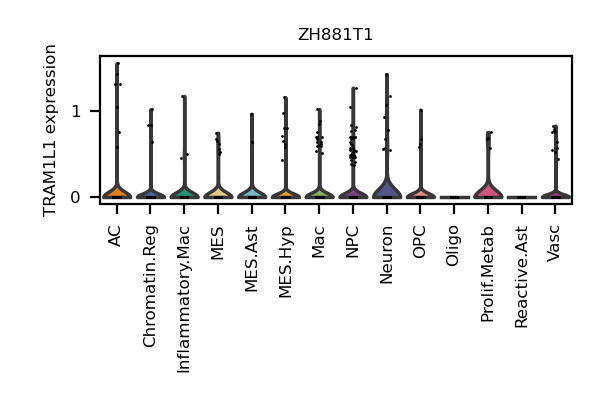 ZH881T1
TRAM1L1 expression
1
0
AC
Chromatin.Reg
Inflammatory.Mac
MES
MES.Ast
MES.Hyp
Mac
NPC
Neuron
OPC
Oligo
Prolif.Metab
Reactive.Ast
Vasc